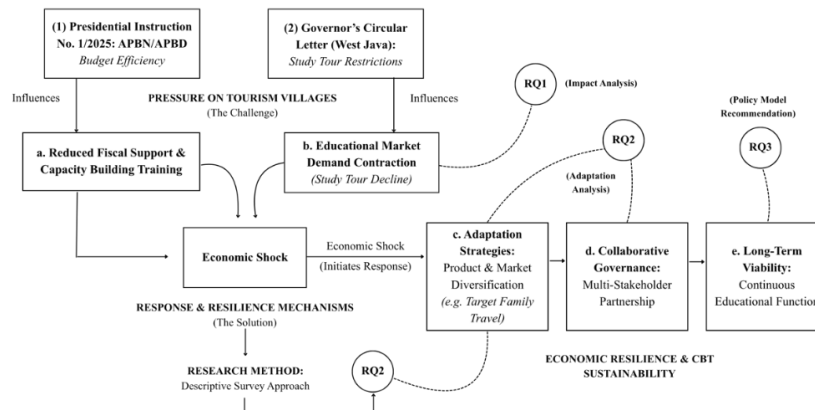 (1) Presidential Instruction
No. 1/2025: APBN/APBD
Budget Efficiency
(2) Governor's Circular
Letter (West Java):
Study Tour Restrictions
Influences
PRESSURE ON TOURISM VILLAGES
(The Challenge)
Influences
RQ1
(Impact Analysis)
(Policy Model
Recommendation)
a. Reduced Fiscal Support &
Capacity Building Training
b. Educational Market
Demand Contraction
(Study Tour Decline)
RQ2
(Adaptation
Analysis)
RQ3
Economic Shock
Economic Shock
(Initiates Response)
c. Adaptation
Strategies:
Product & Market
Diversification
(e.g. Target Family
Travel)
d. Collaborative
Governance:
Multi-Stakeholder
Partnership
e. Long-Term
Viability:
Continuous
Educational Function
RESPONSE & RESILIENCE MECHANISMS
(The Solution)
RESEARCH METHOD:
Descriptive Survey Approach
RQ2
ECONOMIC RESILIENCE & CBT
SUSTAINABILITY